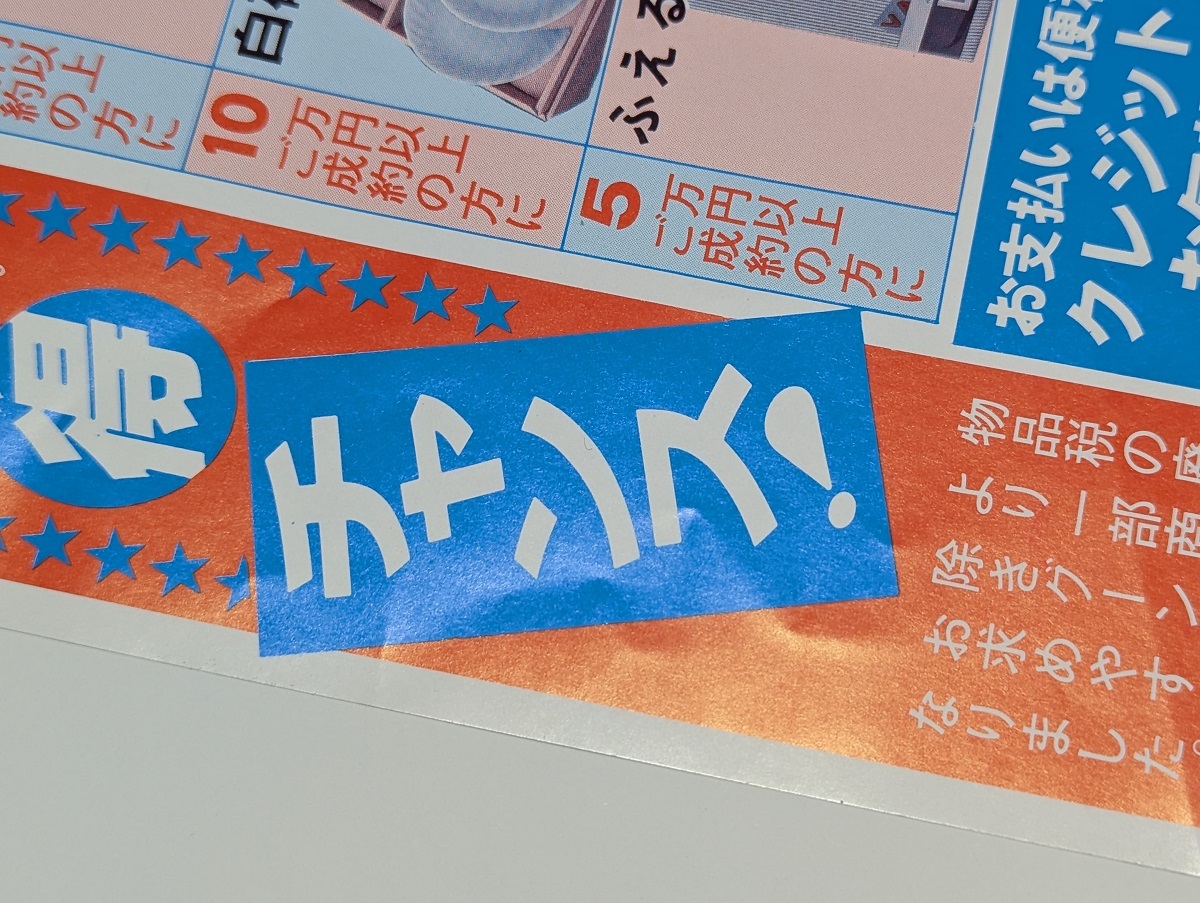 ふえる
白
5万円以上
ご成約の方に
10万円以上
ご成約の方に
以上
約の方に
お支払いは便
クレジット
得
チャンス!
物品税の廃
より一部商
除きグーン
お求めやす
なりました。